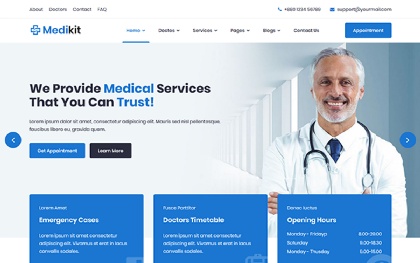 About Doctors Contact FAQ
+880 1234 56789 support@yourmail.com
Medikit
Home Doctos Services Pages Blogs Contact Us Appointment
We Provide Medical Services
That You Can Trust!
Lorem ipsum dolor sit amet, consectetur adipiscing elit. Mauris sed nisl pellentesque,
faucibus libero eu, gravida quam.
Get Appointment Learn More
Lorem Amet
Emergency Cases
Lorem ipsum sit amet consectetur
adipiscing elit. Vivamus et erat in lacus
convallis sodales.
Fusce Porttitor
Doctors Timetable
Lorem ipsum sit amet consectetur
adipiscing elit. Vivamus et erat in lacus
convallis sodales.
Donec luctus
Opening Hours
Monday - Fridayp 8.00-20.00
Saturday 9.00-18.30
Monday - Thusday 9.00-15.00